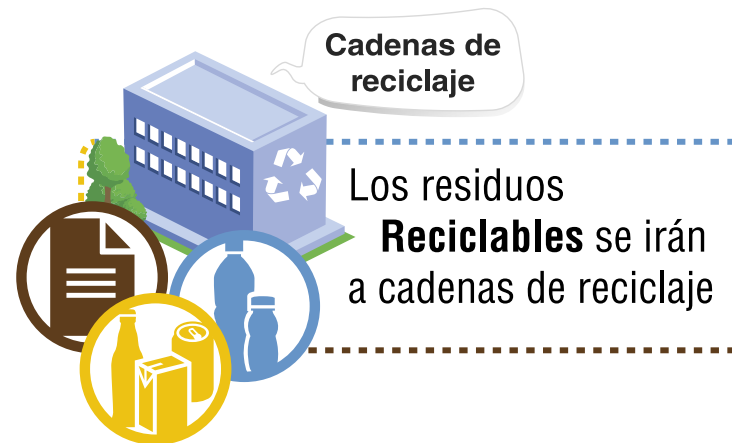 Cadenas de
reciclaje
Los residuos
Reciclables se irán
a cadenas de reciclaje